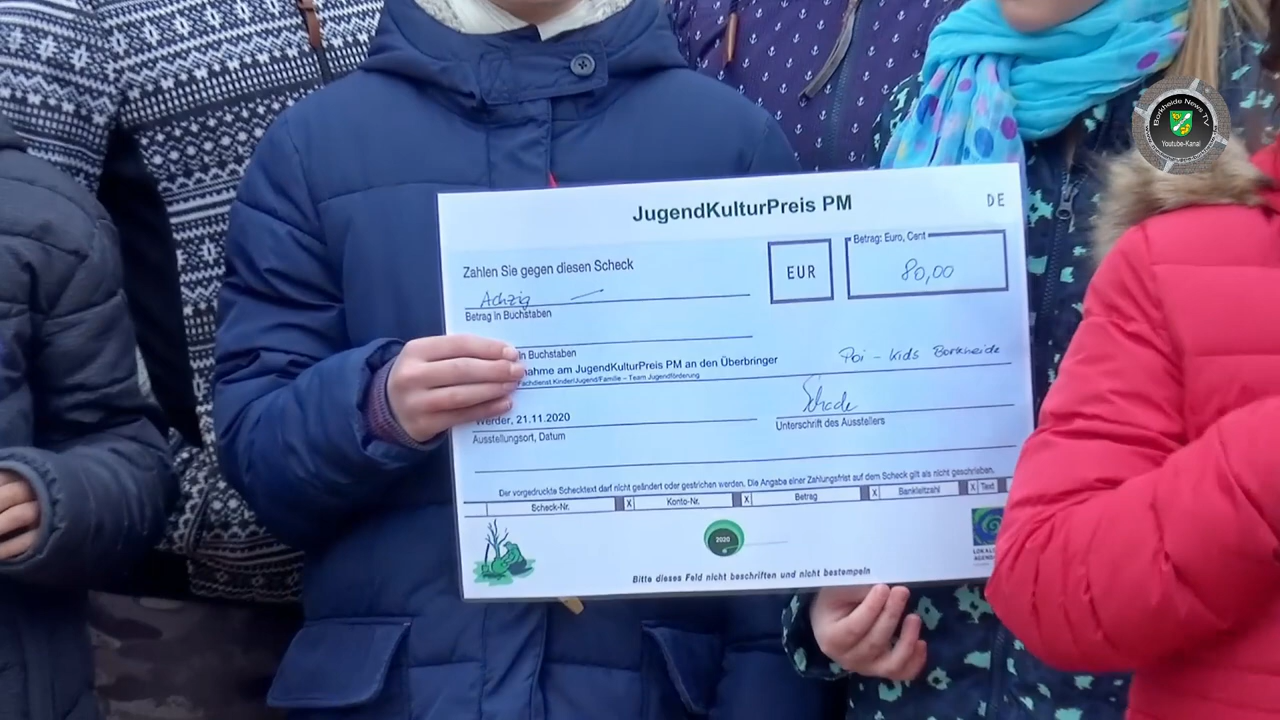 Borkheide News TV
Youtube-Kanal
JugendKulturPreis PM
DE
Zahlen Sie gegen diesen Scheck
EUR
Betrag: Euro, Cent
80,00
Achzig
Betrag in Buchstaben
in Buchstaben
nahme am JugendKulturPreis PM an den Überbringer
Poi - Kids Borkheide
Fachdienst Kinder/Jugend/Familie – Team Jugendförderung
Werder, 21.11.2020
Schade
Ausstellungsort, Datum
Unterschrift des Ausstellers
Der vorgedruckte Schecktext darf nicht geändert oder gestrichen werden. Die Angabe einer Zahlungsfrist auf dem Scheck gilt als nicht geschrieben.
Scheck-Nr. X Konto-Nr. X Betrag X Bankleitzahl X Text
2020
LOKAL
AGEND
Bitte dieses Feld nicht beschriften und nicht bestempeln